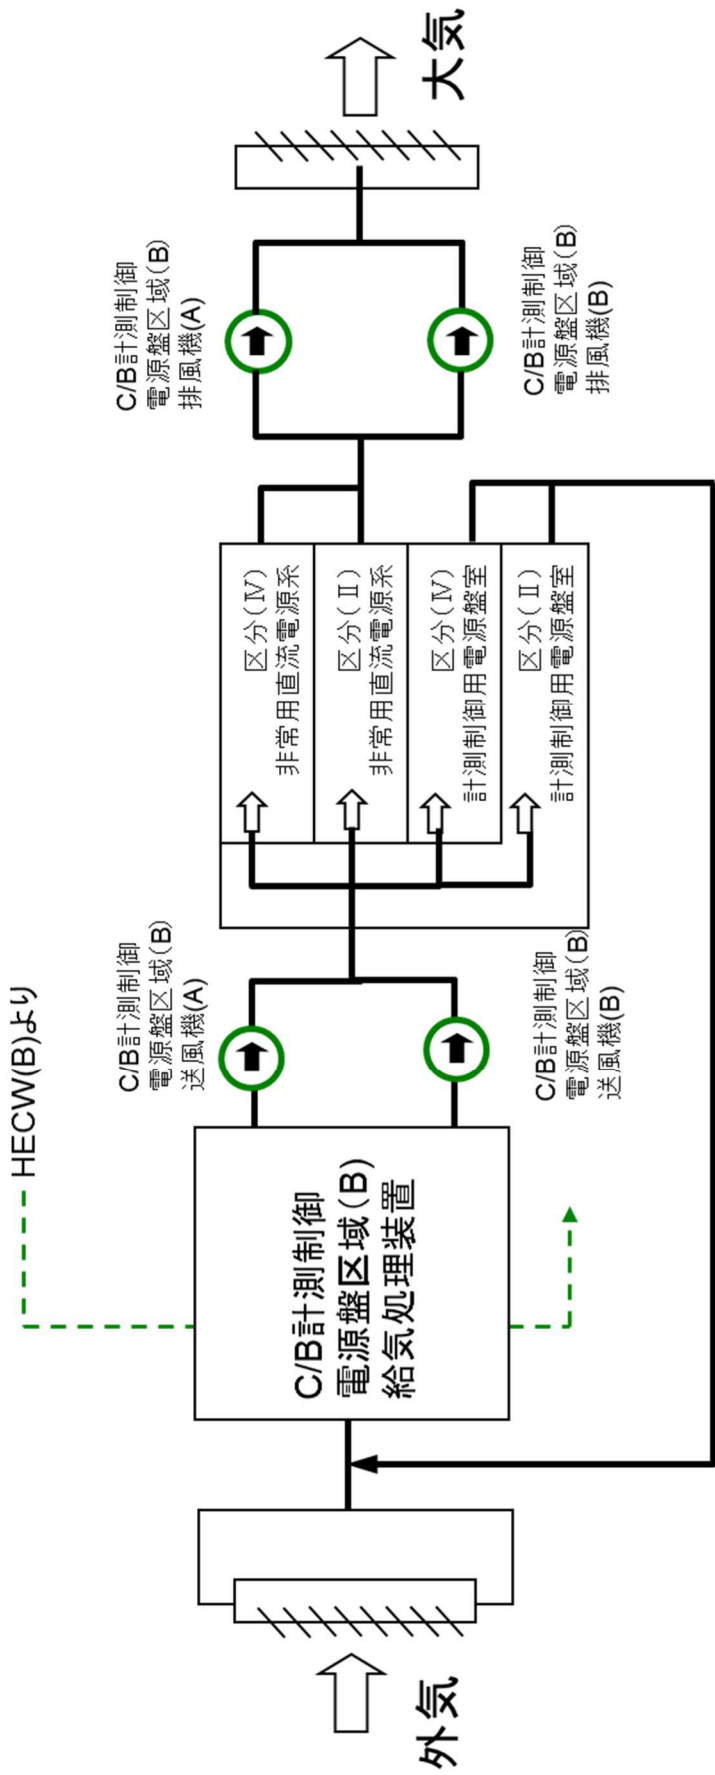 HECW(B)より
外気
C/B計測制御
電源盤区域(B)
給気処理装置
C/B計測制御
電源盤区域(B)
送風機(A)
C/B計測制御
電源盤区域(B)
送風機(B)
区分(Ⅳ)
非常用直流電源系
区分(Ⅱ)
非常用直流電源系
区分(Ⅳ)
計測制御用電源盤室
区分(Ⅱ)
計測制御用電源盤室
C/B計測制御
電源盤区域(B)
排風機(A)
C/B計測制御
電源盤区域(B)
排風機(B)
大気